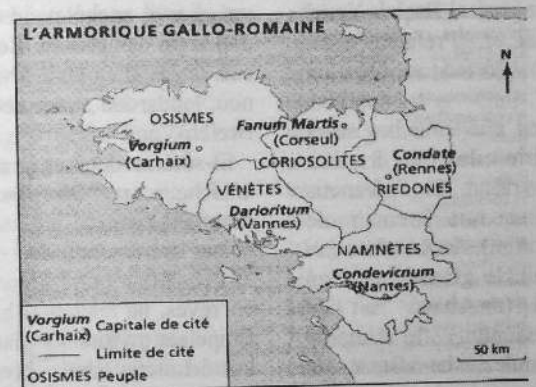 L'ARMORIQUE GALLO-ROMAINE
N
OSISMES
Fanum Martis
(Corseul)
Vorgium
(Carhaix)
CORIOSOLITES
Condate
(Rennes)
RIEDONES
VÉNÈTES
Darioritum
(Vannes)
NAMNÈTES
Condevicnum
(Nantes)
Vorgium
(Carhaix)
Capitale de cité
Limite de cité
OSISMES Peuple
50 km